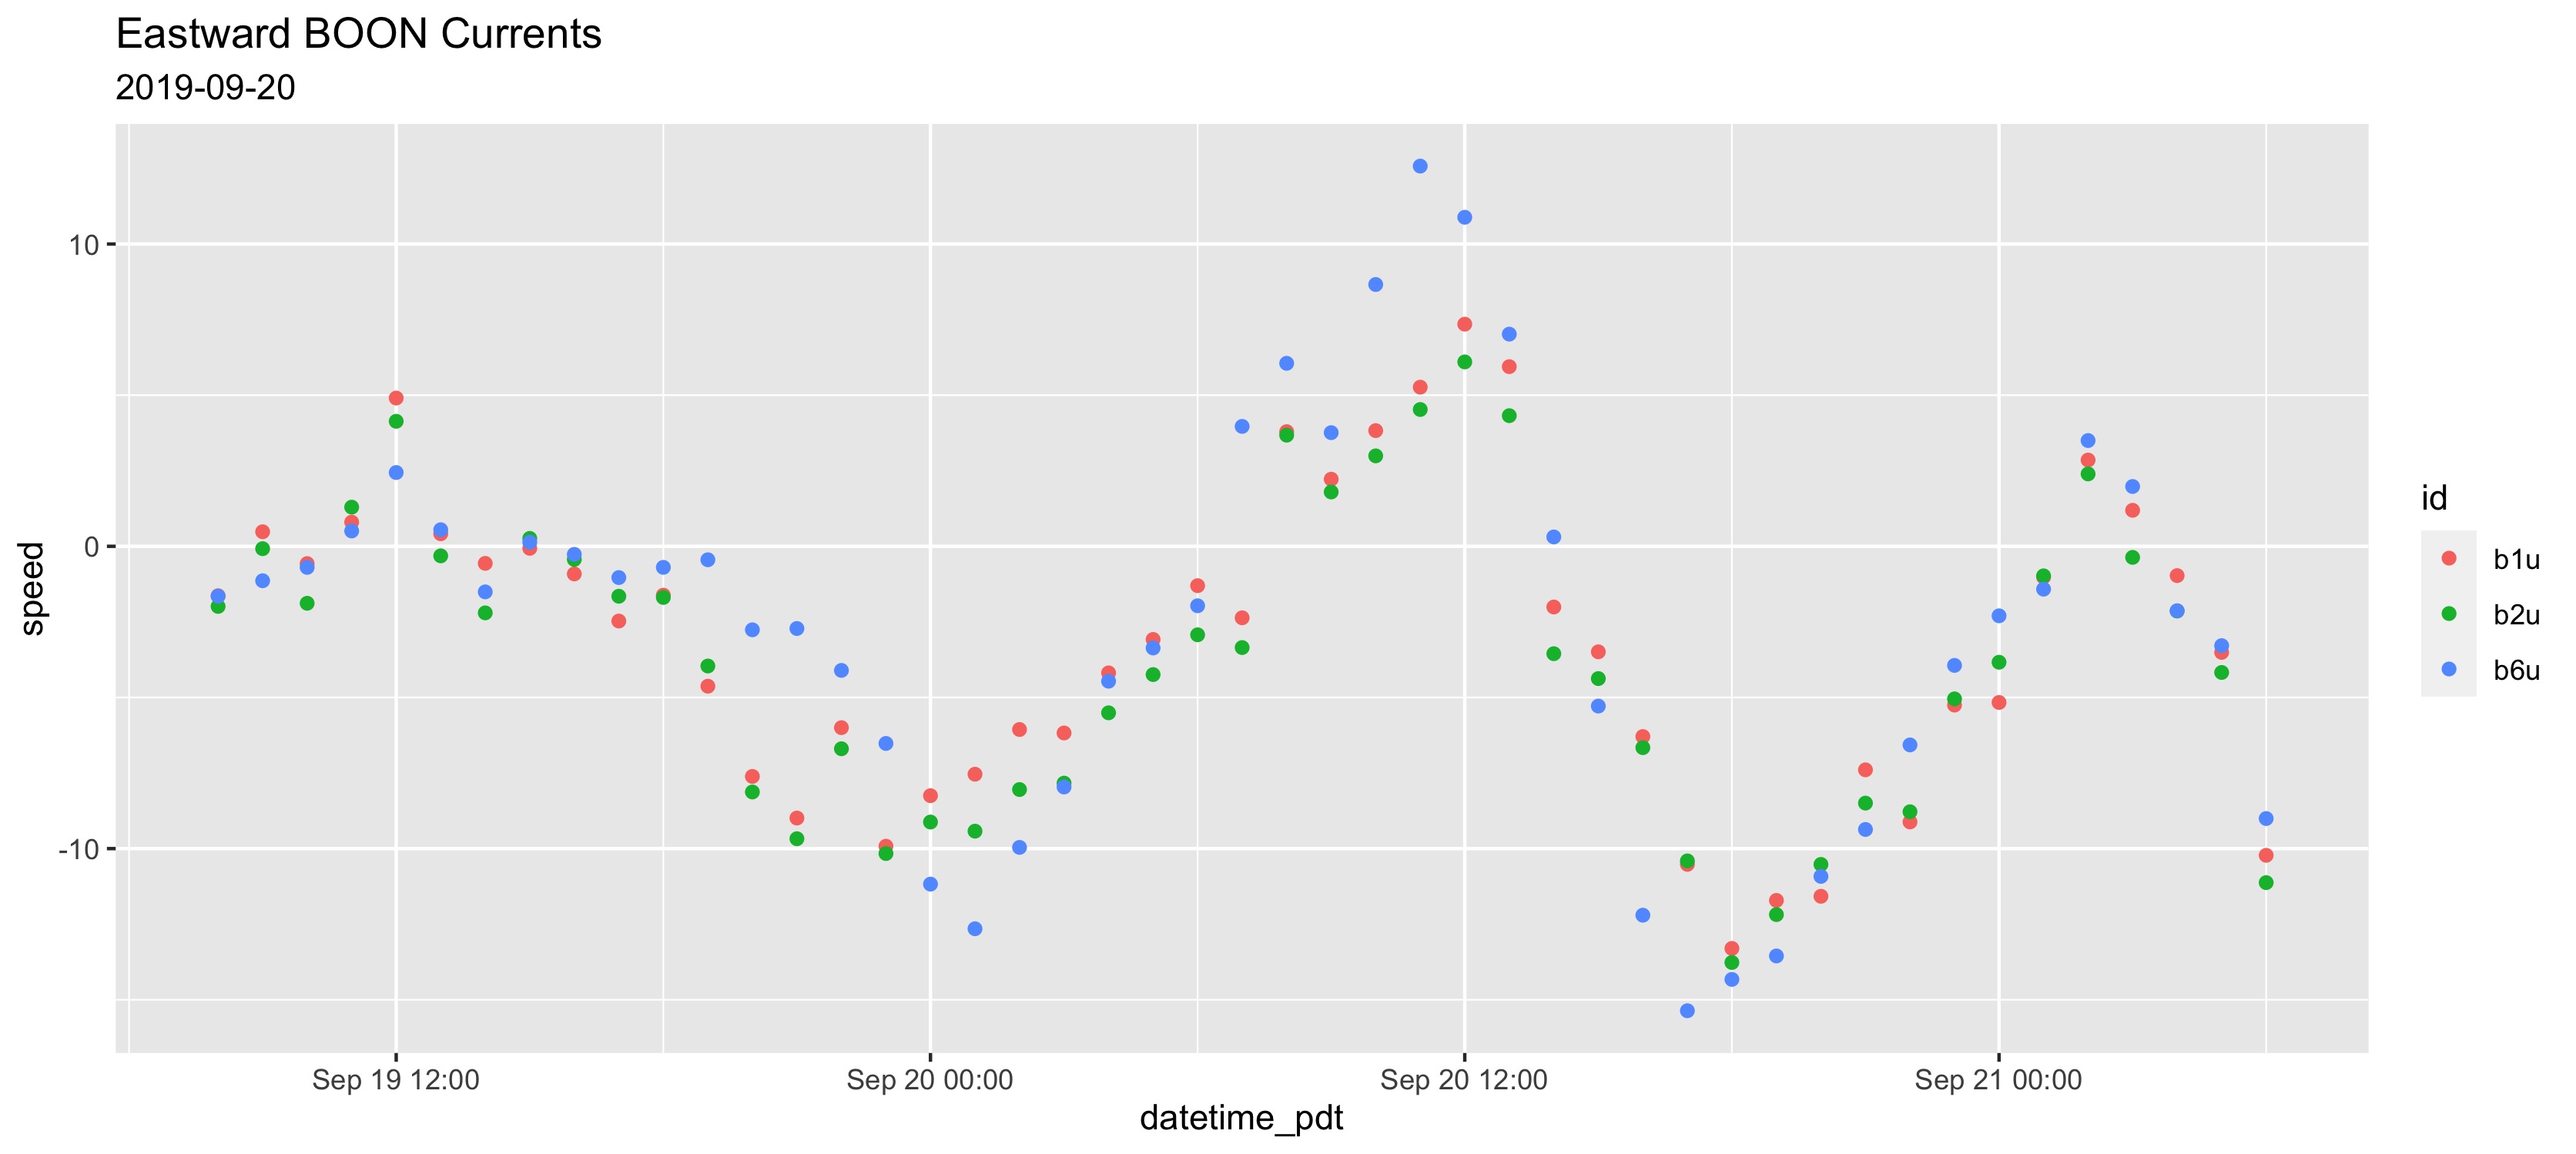 Eastward BOON Currents
2019-09-20
10
0
-10
speed
Sep 19 12:00
Sep 20 00:00
Sep 20 12:00
Sep 21 00:00
datetime_pdt
id
b1u
b2u
b6u